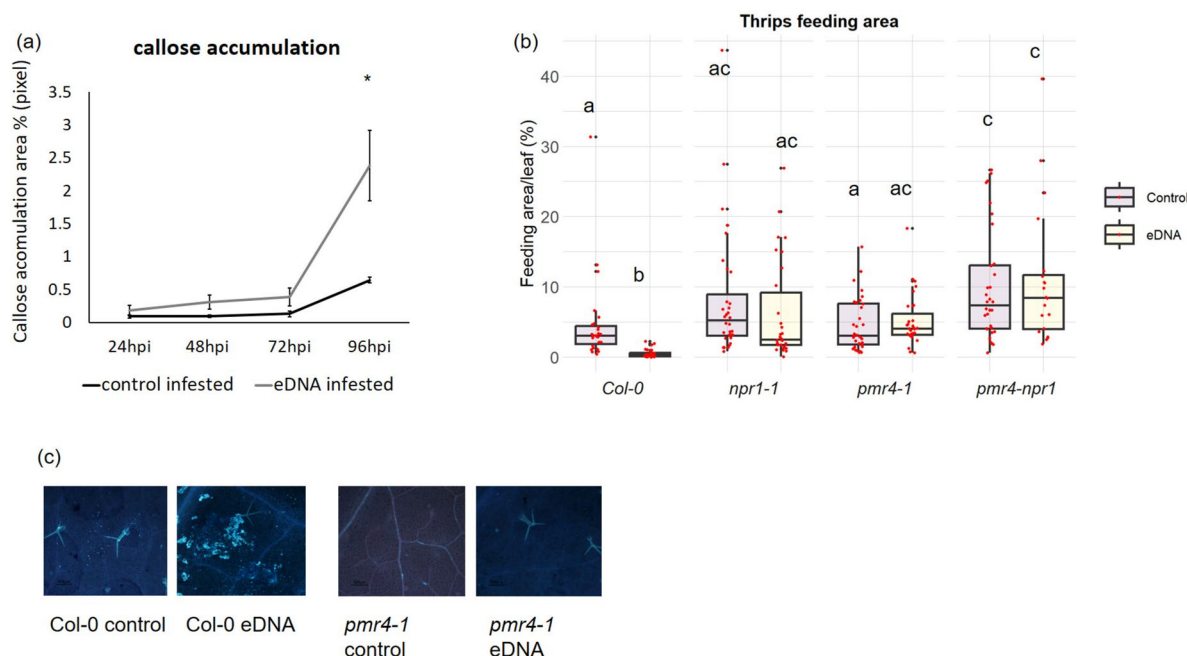 (a)
callose accumulation
*
Callose acomulation area % (pixel)
3.5
3
2.5
2
1.5
1
0.5
0
24hpi 48hpi 72hpi 96hpi
control infested eDNA infested
(b)
Thrips feeding area
Feeding area/leaf (%)
40
30
20
10
0
a
b
ac
ac
a
ac
c
c
Col-0 npr1-1 pmr4-1 pmr4-npr1
Control
eDNA
(c)
Col-0 control
Col-0 eDNA
pmr4-1
control
pmr4-1
eDNA